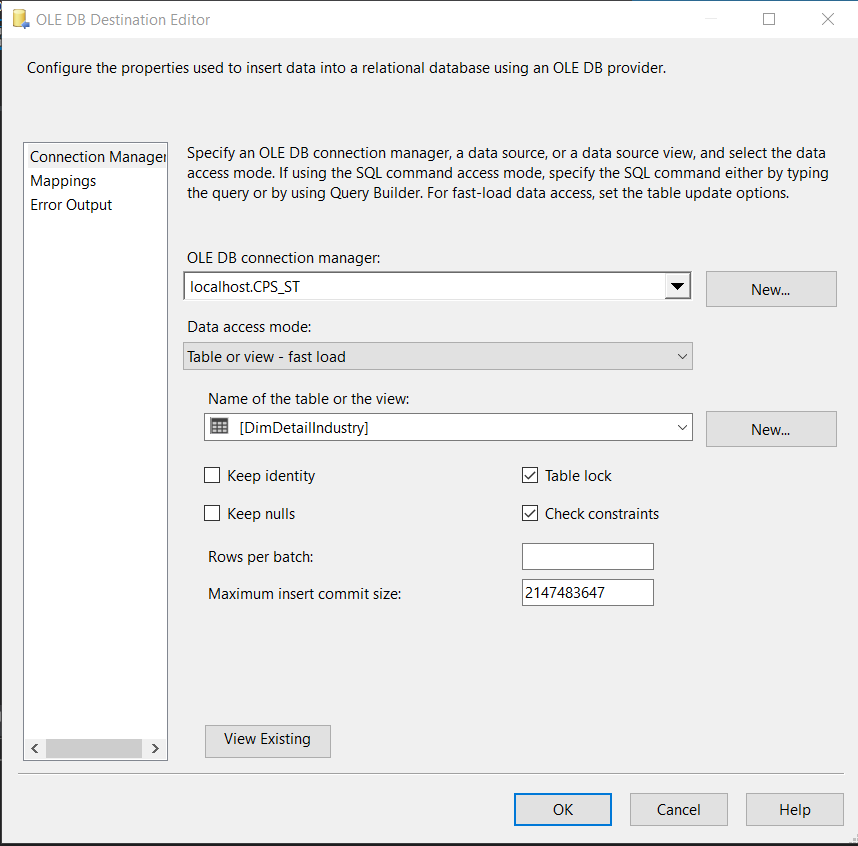 OLE DB Destination Editor
Configure the properties used to insert data into a relational database using an OLE DB provider.
Connection Manager
Mappings
Error Output
Specify an OLE DB connection manager, a data source, or a data source view, and select the data
access mode. If using the SQL command access mode, specify the SQL command either by typing
the query or by using Query Builder. For fast-load data access, set the table update options.
OLE DB connection manager:
localhost.CPS_ST
New...
Data access mode:
Table or view - fast load
Name of the table or the view:
[DimDetailIndustry]
New...
Keep identity
Table lock
Keep nulls
Check constraints
Rows per batch:
Maximum insert commit size:
2147483647
View Existing
OK
Cancel
Help